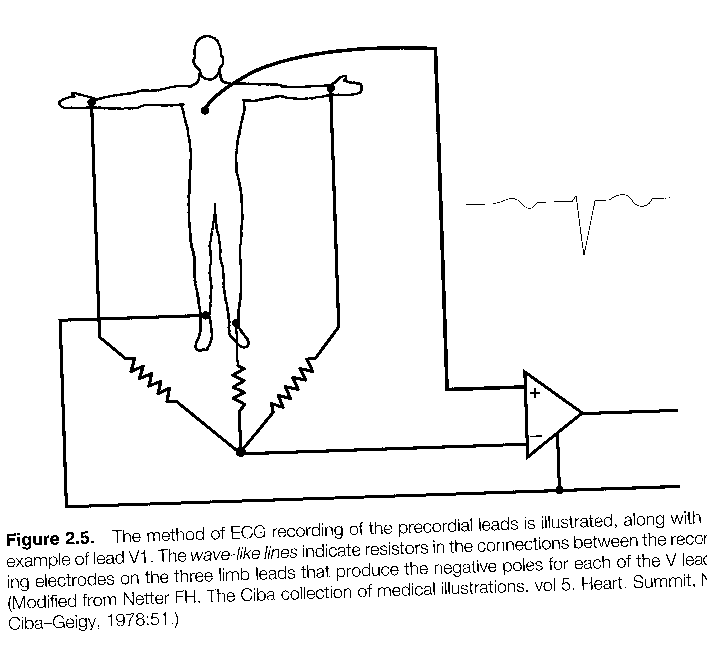 +
−
Figure 2.5. The method of ECG recording of the precordial leads is illustrated, along with
example of lead V1. The wave-like lines indicate resistors in the connections between the recor
ing electrodes on the three limb leads that produce the negative poles for each of the V lead
(Modified from Netter FH. The Ciba collection of medical illustrations. vol 5. Heart. Summit, N
Ciba–Geigy, 1978:51.)